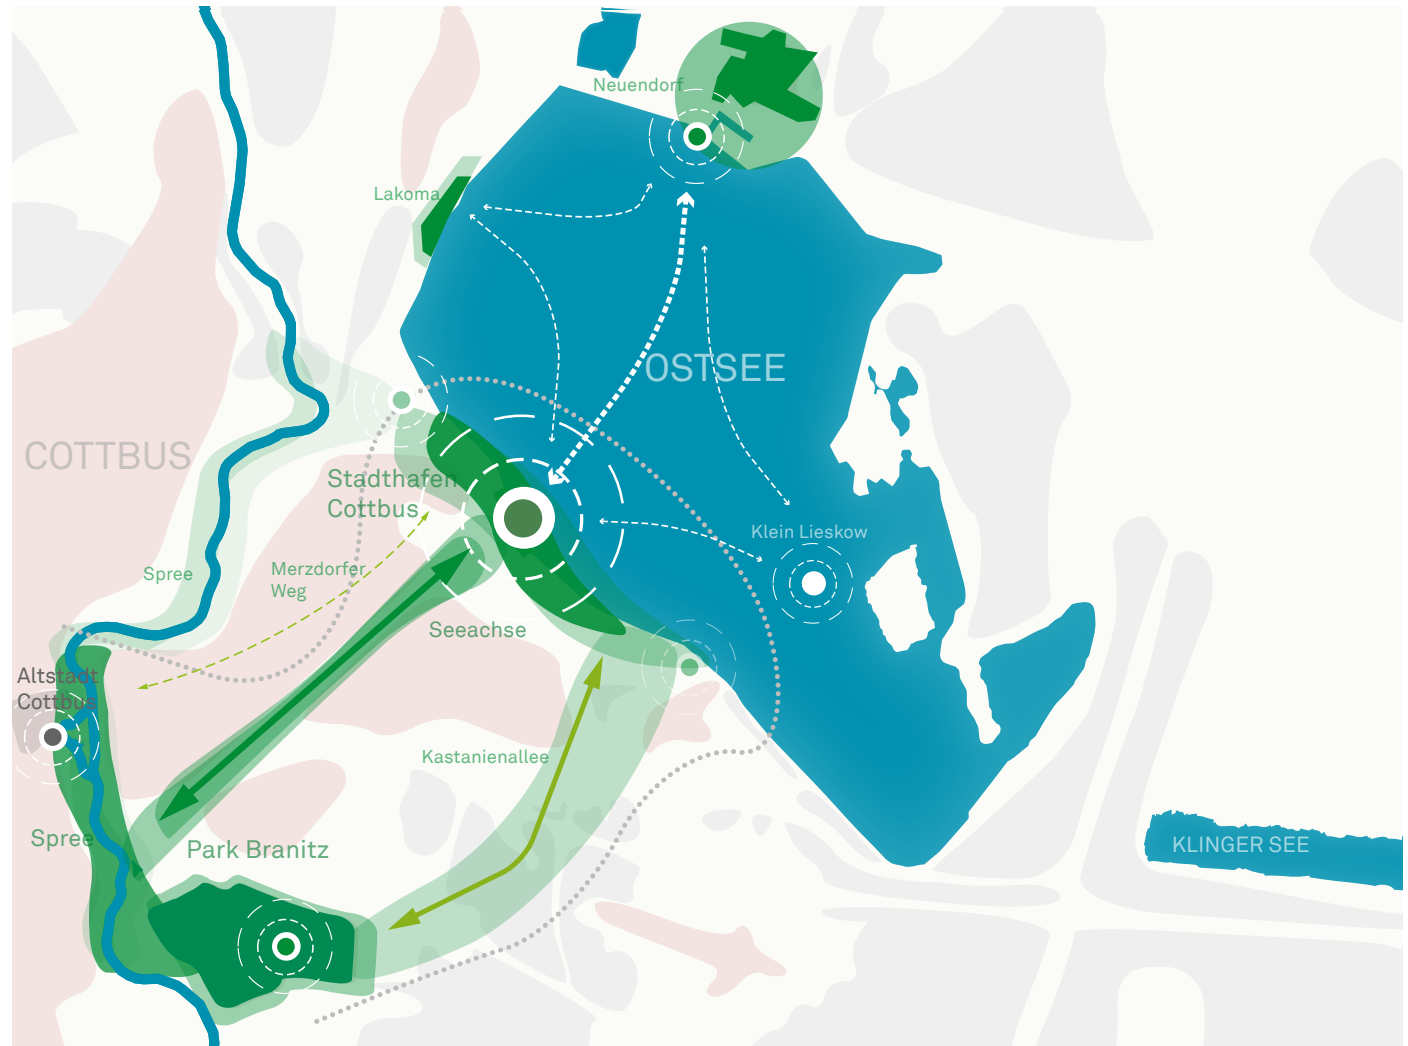 Neuendorf
Lakoma
OSTSEE
COTTBUS
Stadthafen
Cottbus
Klein Lieskow
Merzdorfer
Weg
Spree
Seeachse
Altstadt
Cottbus
Kastanienallee
Spree
Park Branitz
KLINGER SEE